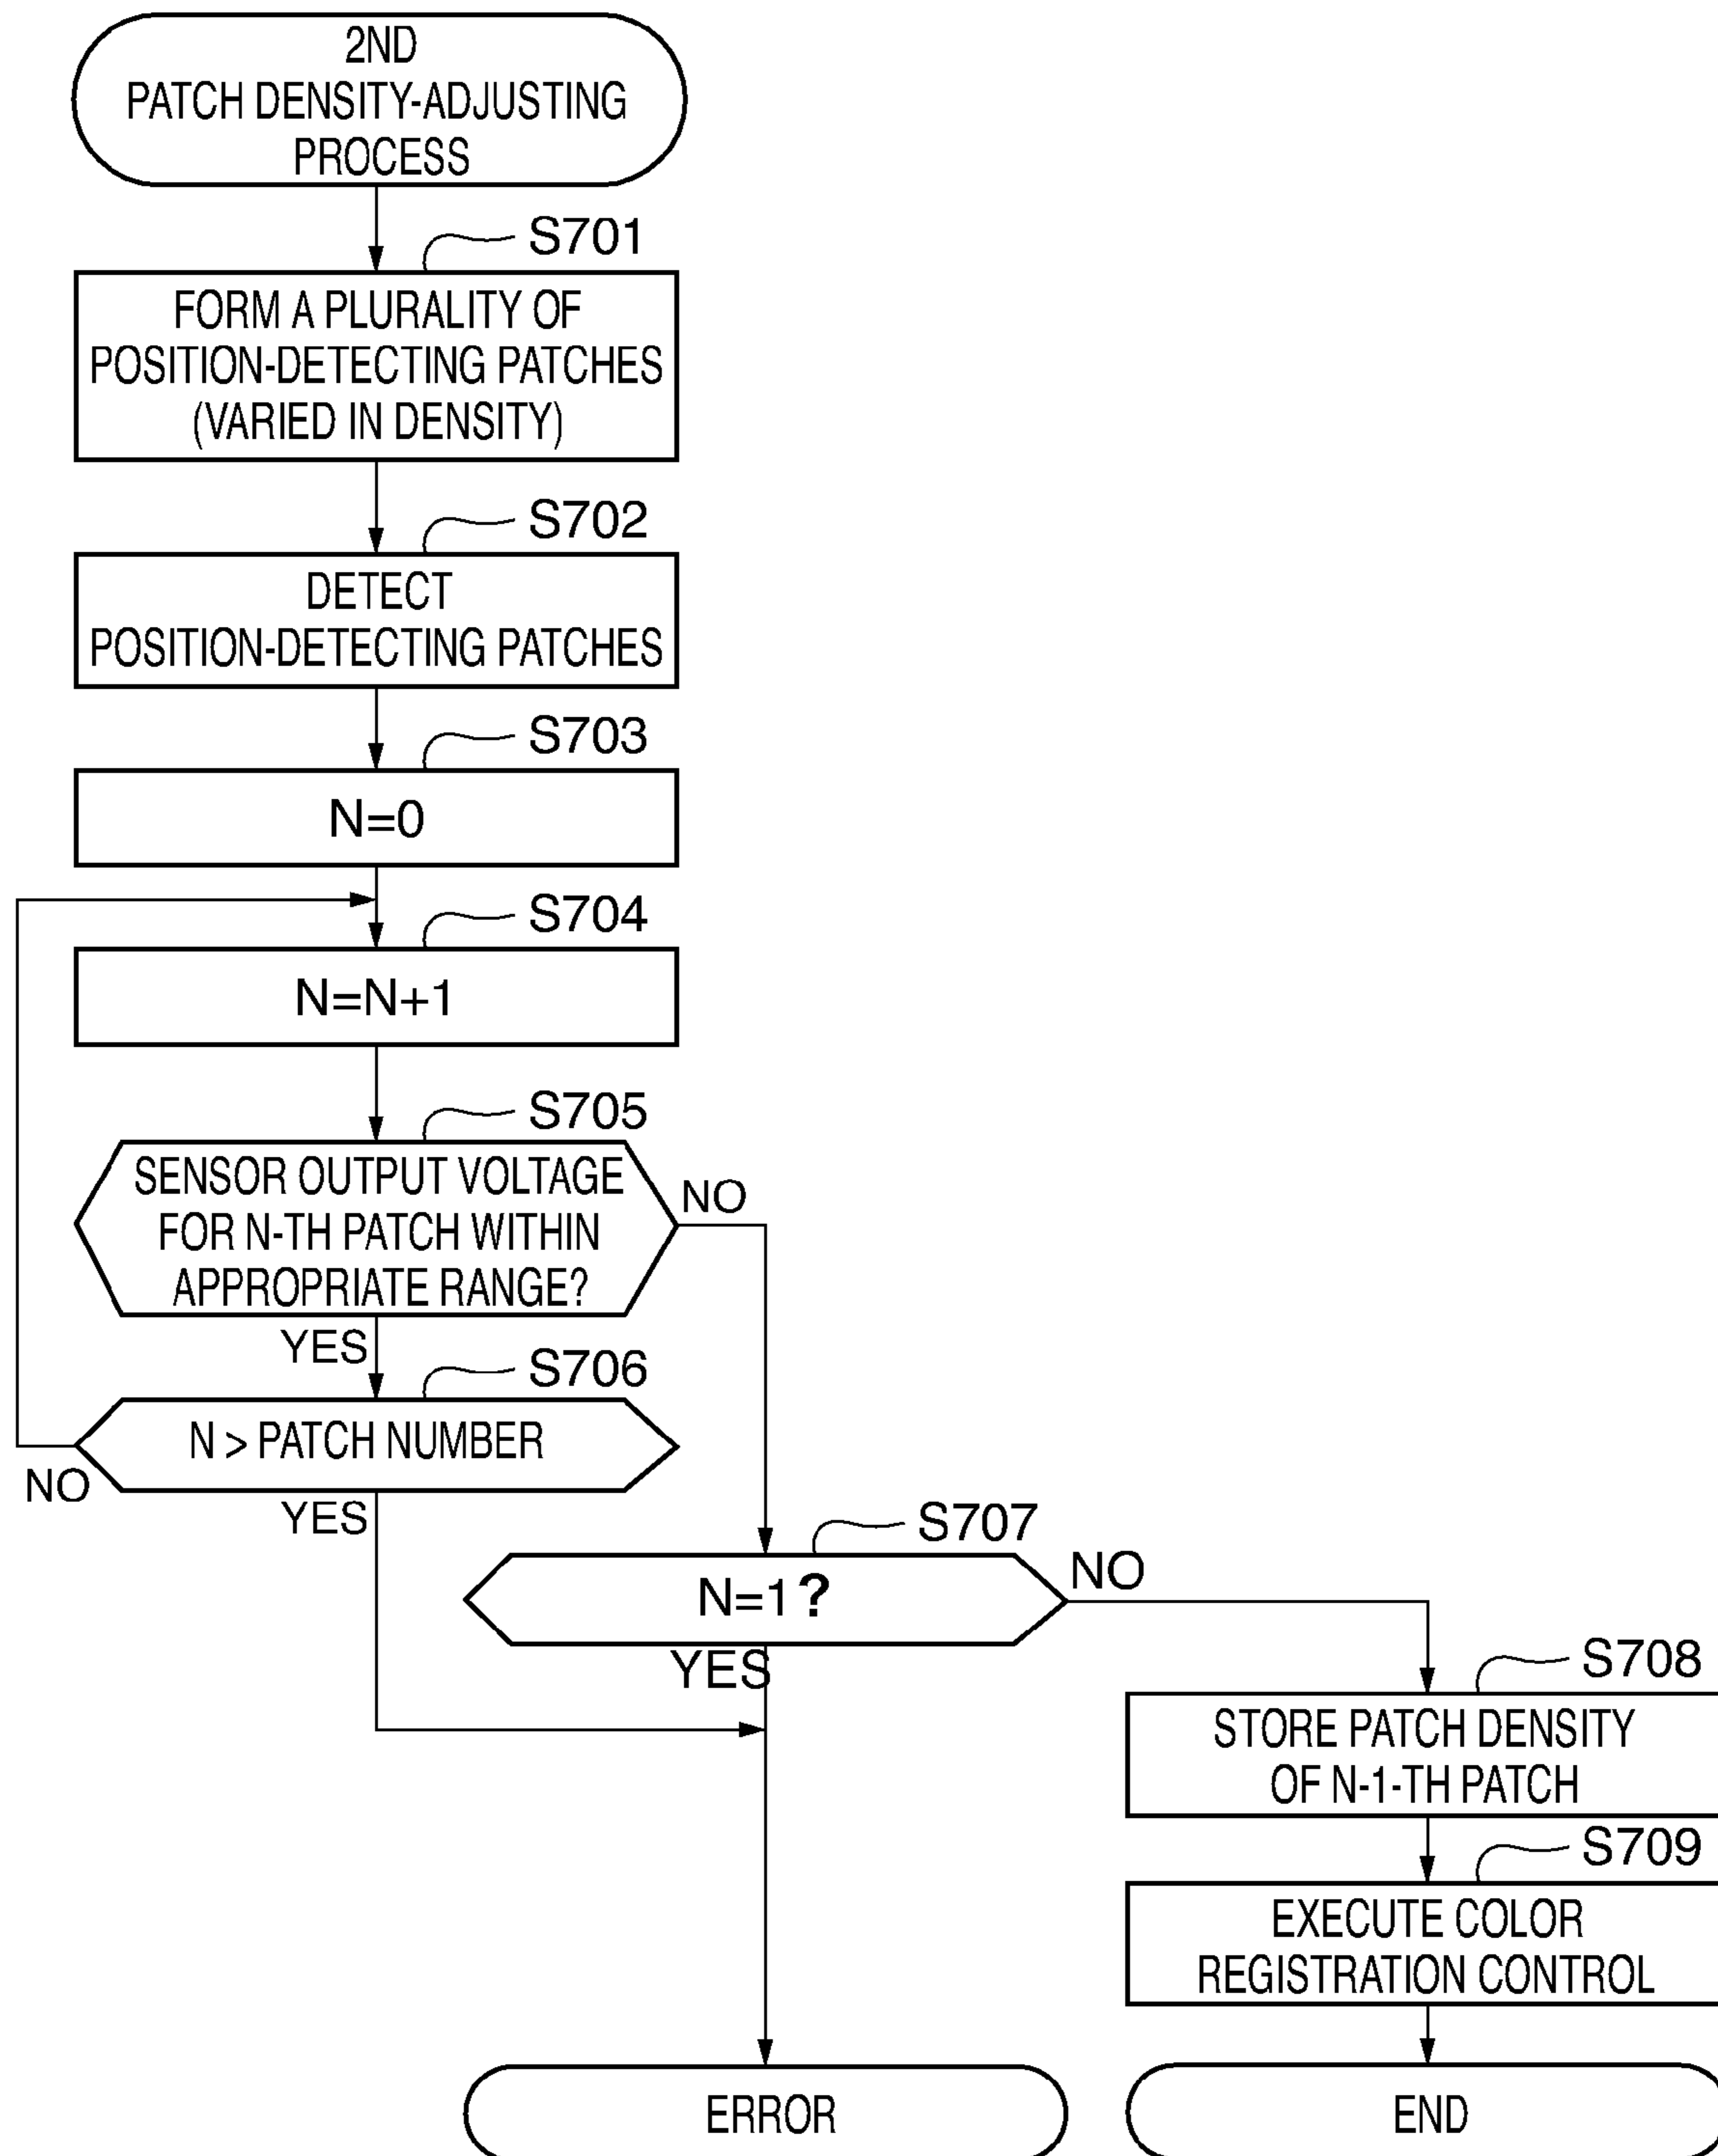 2ND
PATCH DENSITY-ADJUSTING
PROCESS
S701
FORM A PLURALITY OF
POSITION-DETECTING PATCHES
(VARIED IN DENSITY)
S702
DETECT
POSITION-DETECTING PATCHES
S703
N=0
S704
N=N+1
S705
SENSOR OUTPUT VOLTAGE
FOR N-TH PATCH WITHIN
APPROPRIATE RANGE?
NO
YES
S706
N > PATCH NUMBER
NO
YES
S707
N=1?
NO
YES
S708
STORE PATCH DENSITY
OF N-1-TH PATCH
S709
EXECUTE COLOR
REGISTRATION CONTROL
ERROR
END